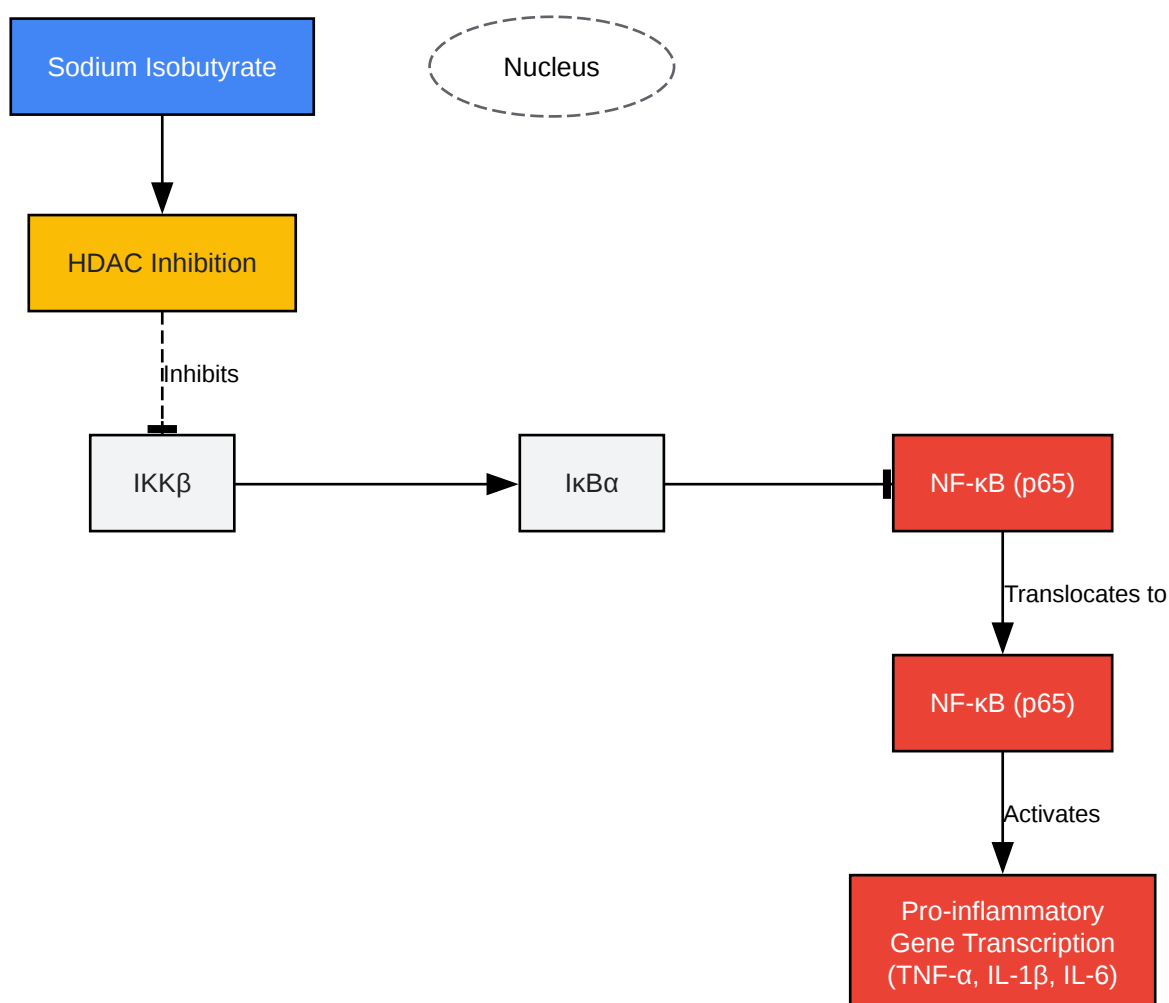 Sodium Isobutyrate
Nucleus
HDAC Inhibition
Inhibits
IKKβ
IκBα
NF-κB (p65)
Translocates to
NF-κB (p65)
Activates
Pro-inflammatory
Gene Transcription
(TNF-α, IL-1β, IL-6)